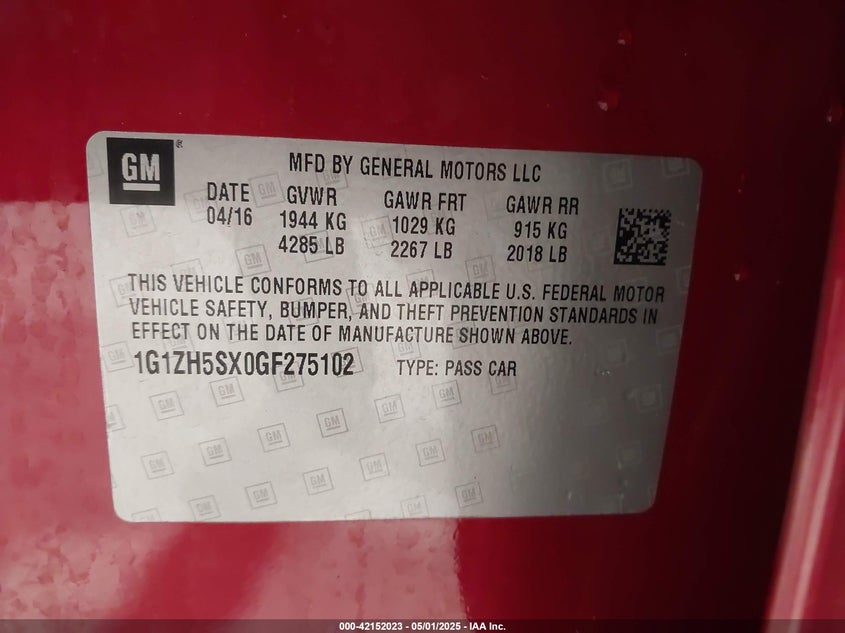 GM ®
MFD BY GENERAL MOTORS LLC
DATE GVWR GAWR FRT GAWR RR
04/16 1944 KG 1029 KG 915 KG
4285 LB 2267 LB 2018 LB
THIS VEHICLE CONFORMS TO ALL APPLICABLE U.S. FEDERAL MOTOR
VEHICLE SAFETY, BUMPER, AND THEFT PREVENTION STANDARDS IN
EFFECT ON THE DATE OF MANUFACTURE SHOWN ABOVE.
1G1ZH5SX0GF275102 TYPE: PASS CAR
000-42152023 - 05/01/2025 - IAA Inc.